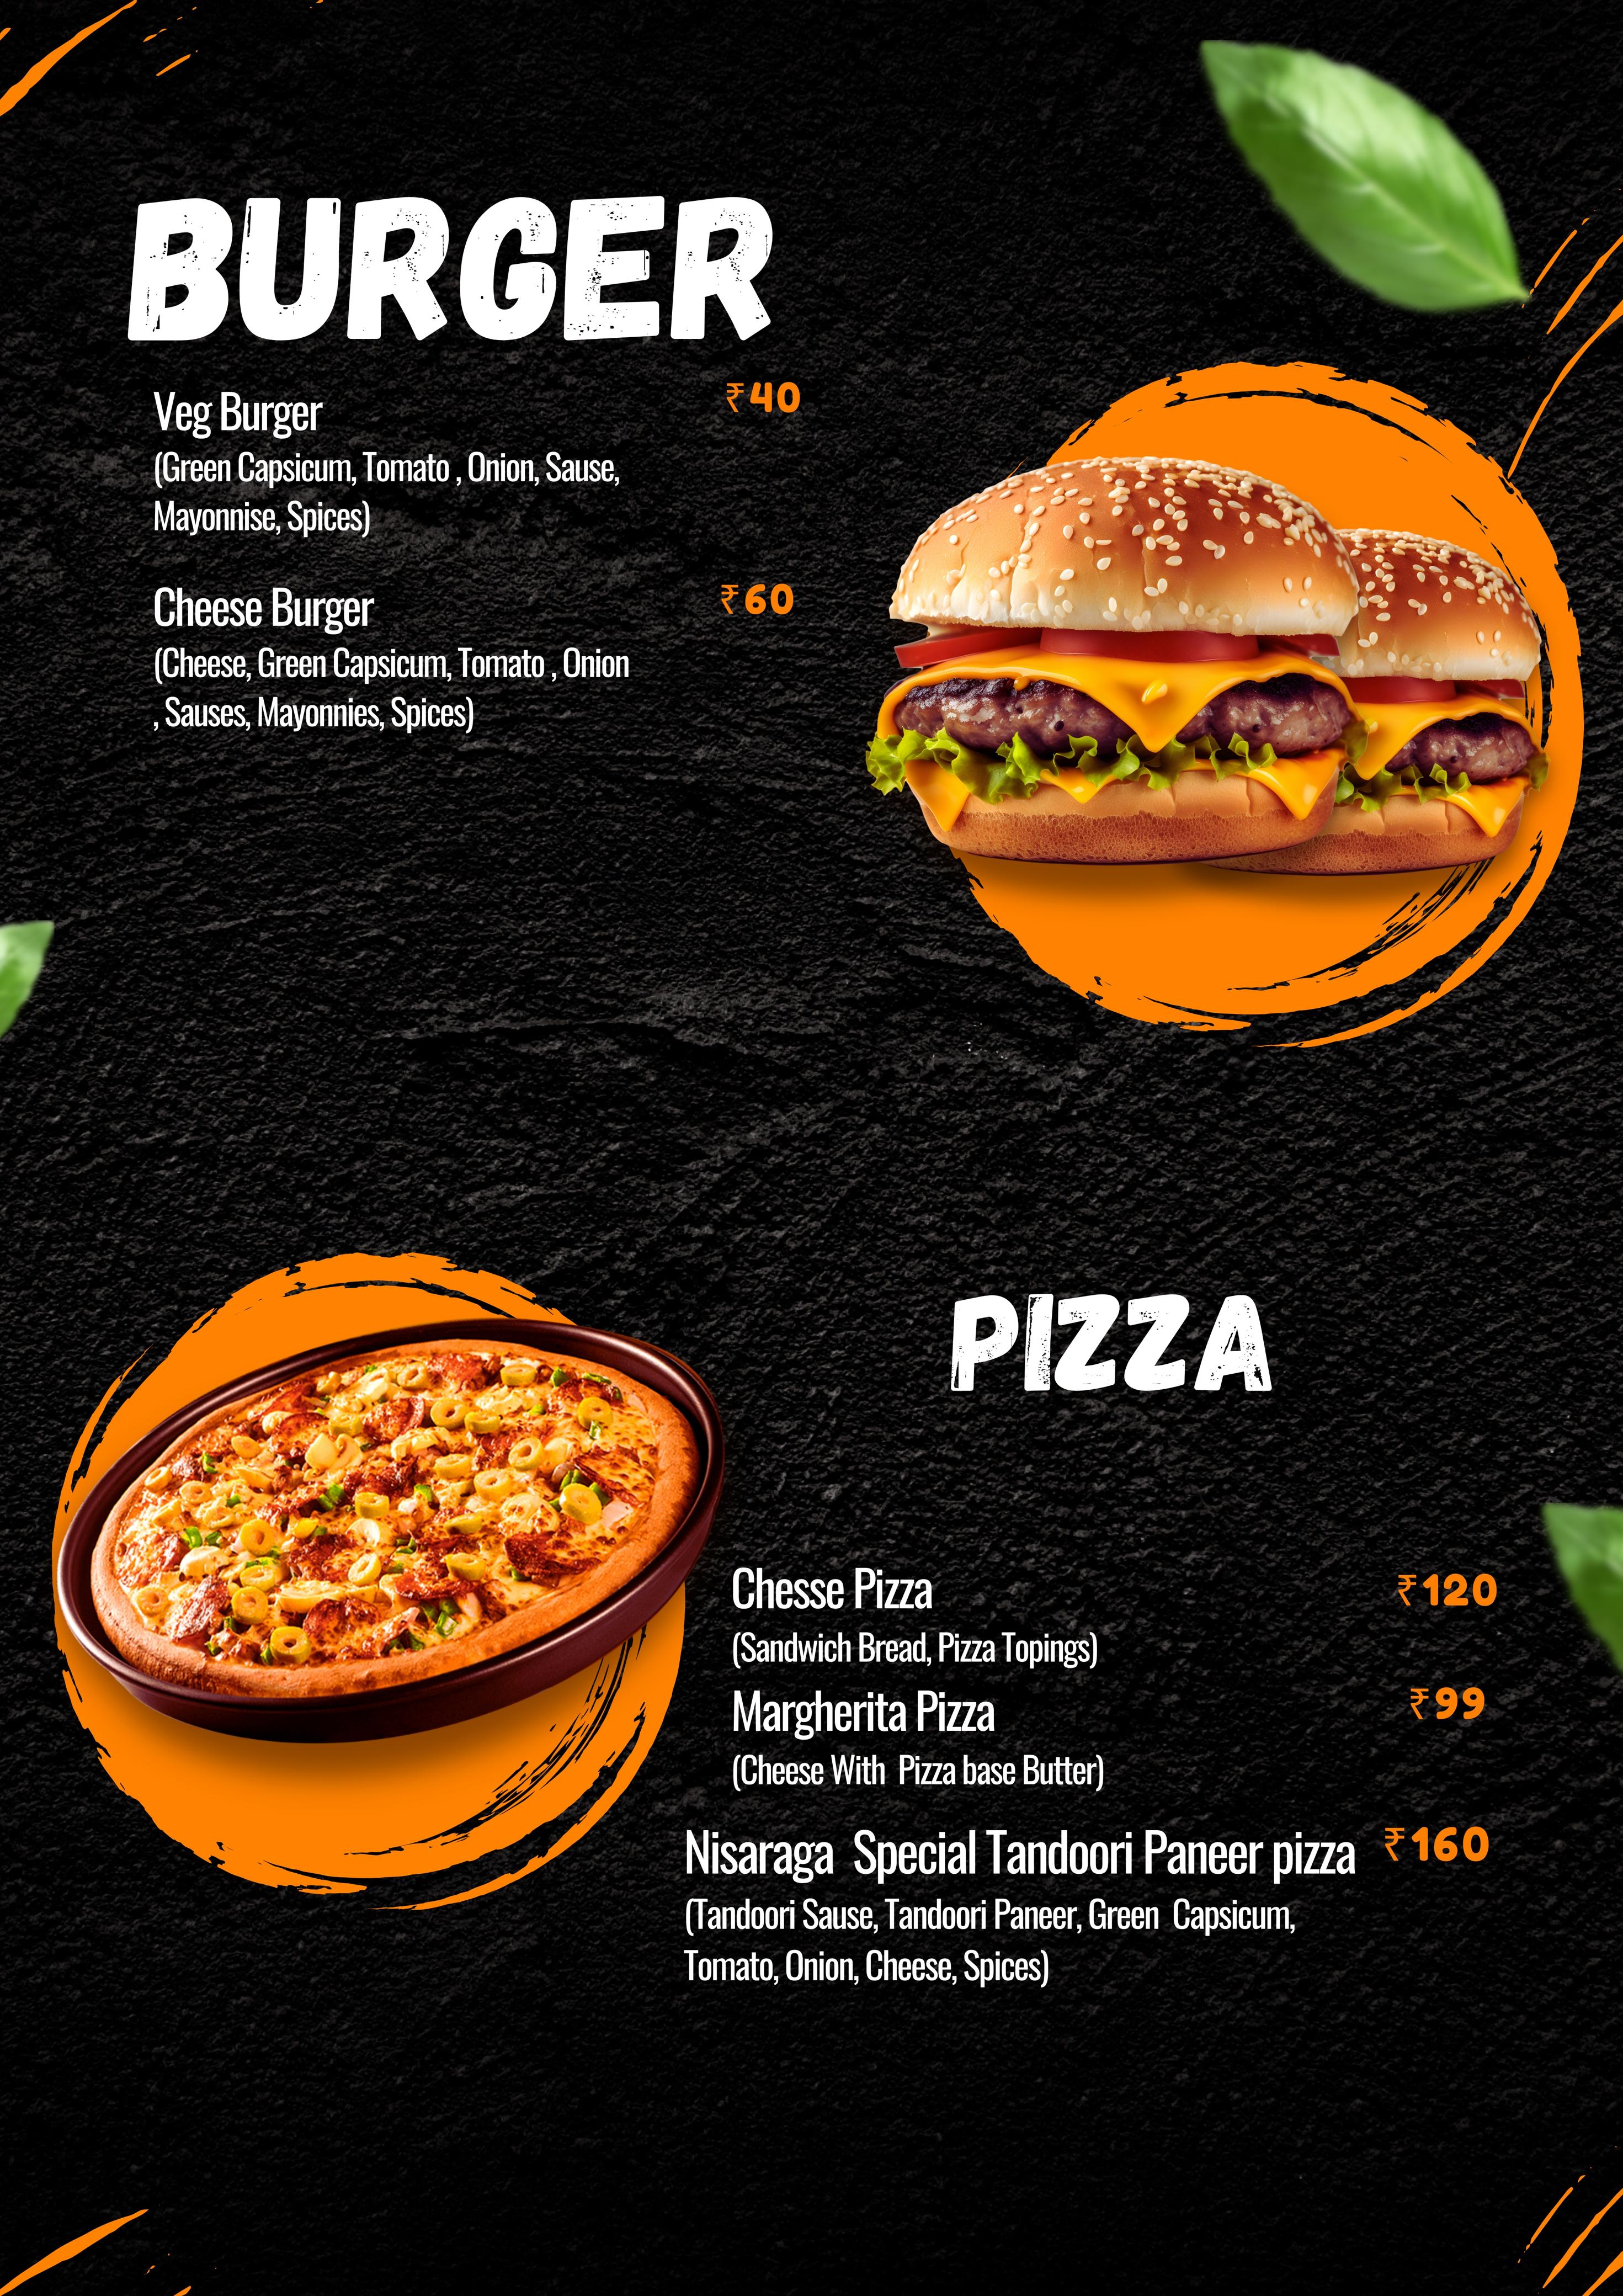 BURGER
Veg Burger
₹40
(Green Capsicum, Tomato , Onion, Sause,
Mayonnise, Spices)
Cheese Burger
₹60
(Cheese, Green Capsicum, Tomato , Onion
, Sauses, Mayonnies, Spices)
PIZZA
Chesse Pizza
₹120
(Sandwich Bread, Pizza Topings)
Margherita Pizza
₹99
(Cheese With Pizza base Butter)
Nisaraga Special Tandoori Paneer pizza
₹160
(Tandoori Sause, Tandoori Paneer, Green Capsicum,
Tomato, Onion, Cheese, Spices)